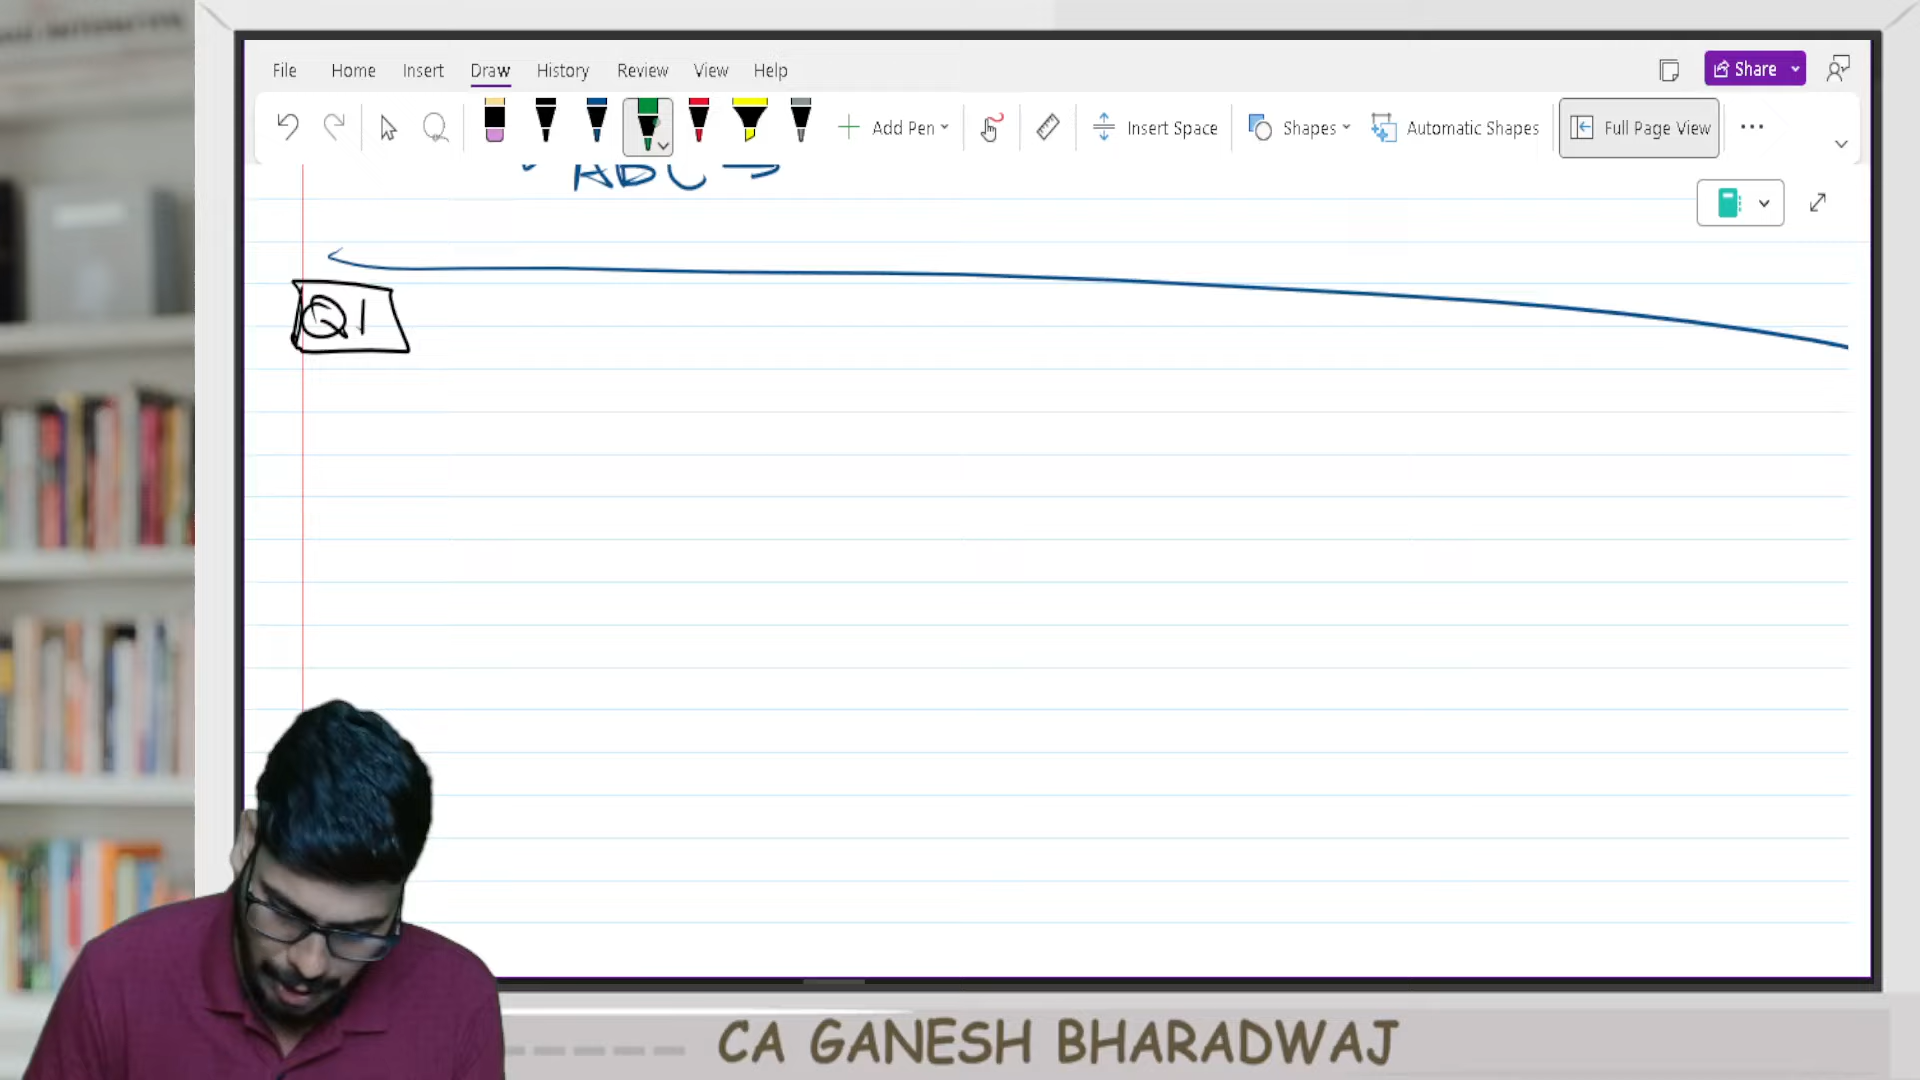 File Home Insert Draw History Review View Help Share
Add Pen Insert Space Shapes Automatic Shapes Full Page View
ABC →
Q1
CA GANESH BHARADWAJ